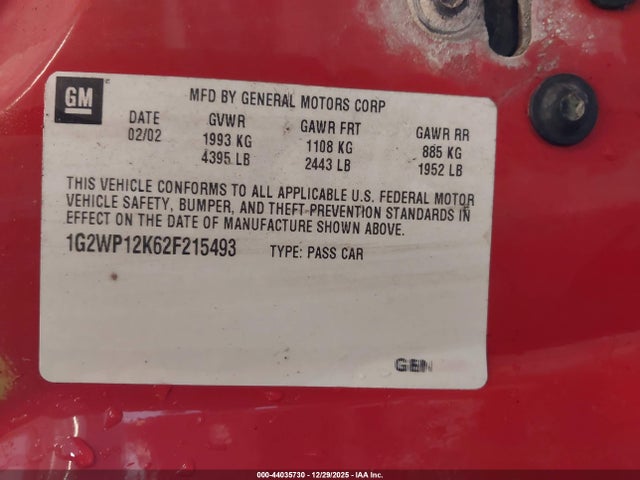 GM
MFD BY GENERAL MOTORS CORP
DATE GVWR GAWR FRT GAWR RR
02/02 1993 KG 1108 KG 885 KG
4395 LB 2443 LB 1952 LB
THIS VEHICLE CONFORMS TO ALL APPLICABLE U.S. FEDERAL MOTOR
VEHICLE SAFETY, BUMPER, AND THEFT PREVENTION STANDARDS IN
EFFECT ON THE DATE OF MANUFACTURE SHOWN ABOVE.
1G2WP12K62F215493 TYPE: PASS CAR
GEN
000-44035730 - 12/29/2025 - IAA Inc.